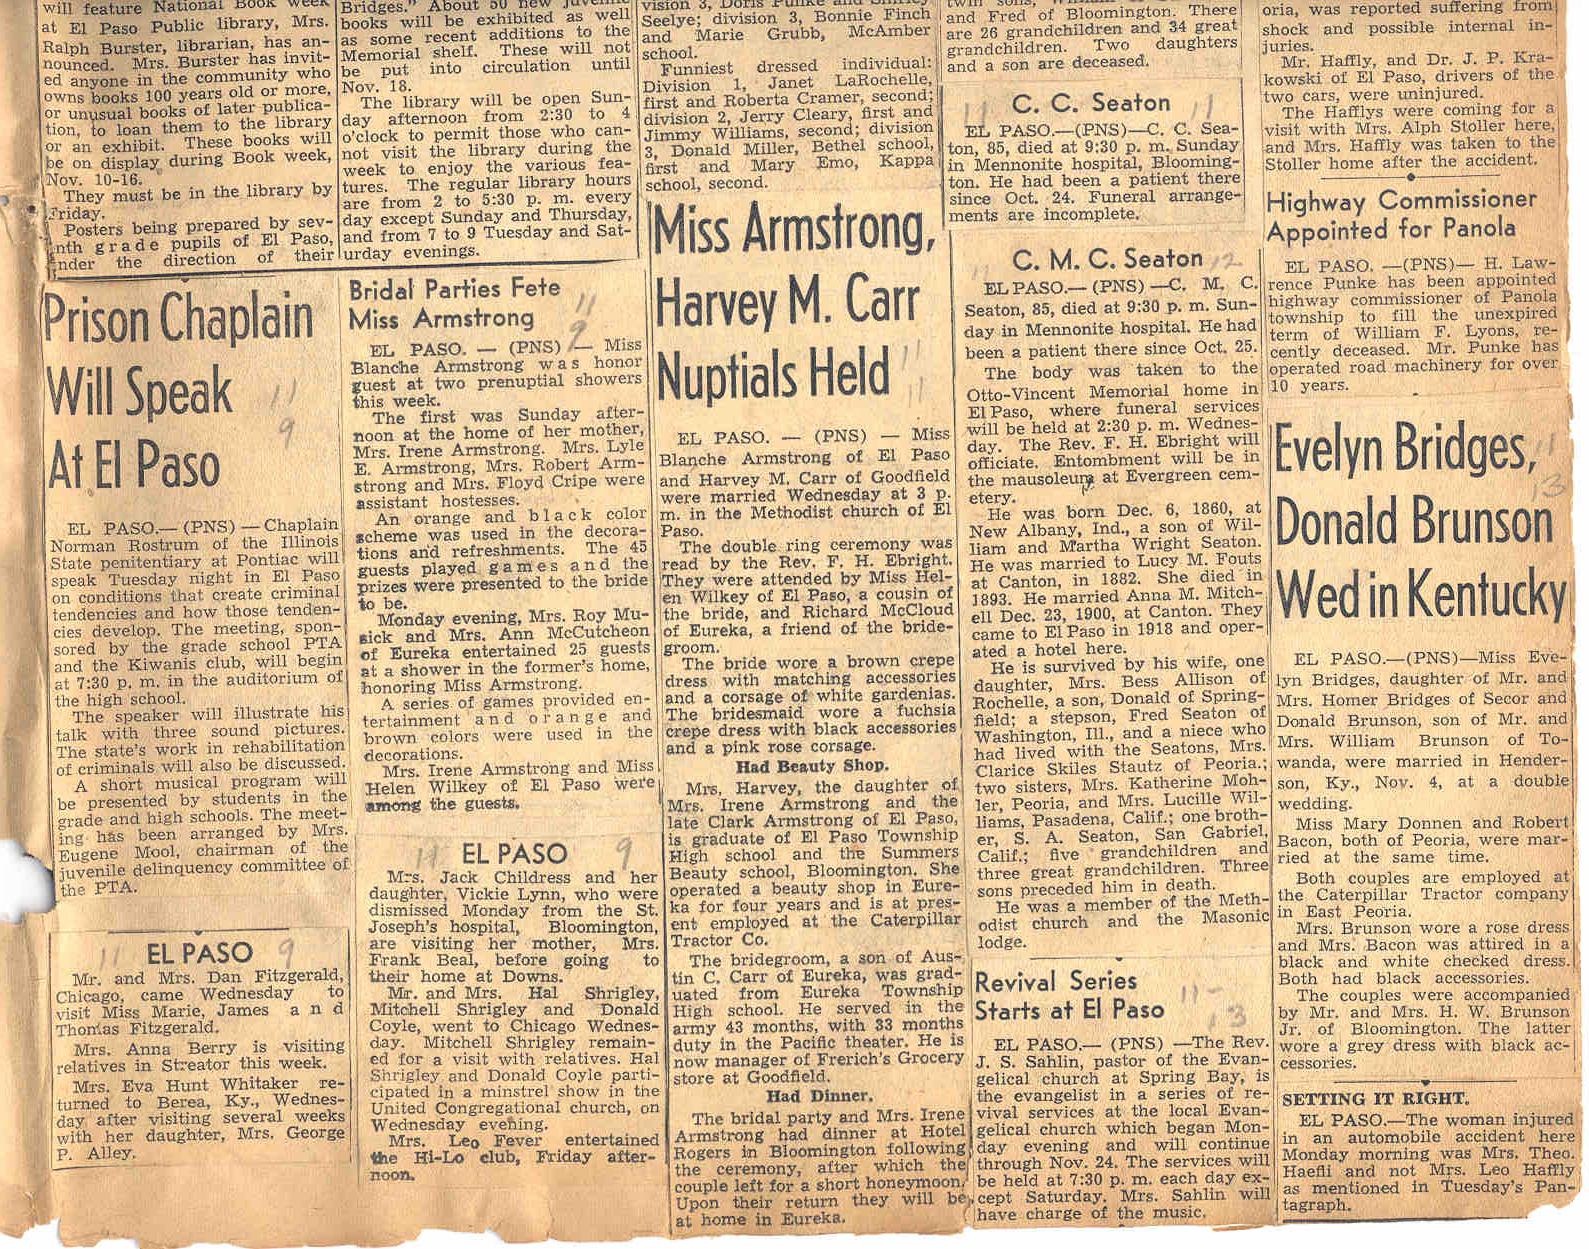 will feature National Book Week
at El Paso Public library, Mrs.
Ralph Burster, librarian, has an-
nounced. Mrs. Burster has invit-
ed anyone in the community who
owns books 100 years old or more,
or unusual books of later publica-
tion, to loan them to the library
or an exhibit. These books will
be on display during Book week,
Nov. 10-16.
They must be in the library by
Friday.
Posters being prepared by sev-
nth grade pupils of El Paso,
nder the direction of their
Bridges." About 50 new juvenile
books will be exhibited as well
as some recent additions to the
Memorial shelf. These will not
be put into circulation until
Nov. 18.
The library will be open Sun-
day afternoon from 2:30 to 4
o'clock to permit those who can-
not visit the library during the
week to enjoy the various fea-
tures. The regular library hours
are from 2 to 5:30 p. m. every
day except Sunday and Thursday,
and from 7 to 9 Tuesday and Sat-
urday evenings.
Prison Chaplain
Will Speak
At El Paso
11
9
EL PASO.—(PNS)—Chaplain
Norman Rostrum of the Illinois
State penitentiary at Pontiac will
speak Tuesday night in El Paso
on conditions that create criminal
tendencies and how those tenden-
cies develop. The meeting, spon-
sored by the grade school PTA
and the Kiwanis club, will begin
at 7:30 p. m. in the auditorium of
the high school.
The speaker will illustrate his
talk with three sound pictures.
The state's work in rehabilitation
of criminals will also be discussed.
A short musical program will
be presented by students in the
grade and high schools. The meet-
ing has been arranged by Mrs.
Eugene Mool, chairman of the
juvenile delinquency committee of
the PTA.
11 EL PASO 9
Mr. and Mrs. Dan Fitzgerald,
Chicago, came Wednesday to
visit Miss Marie, James and
Thomas Fitzgerald.
Mrs. Anna Berry is visiting
relatives in Streator this week.
Mrs. Eva Hunt Whitaker re-
turned to Berea, Ky., Wednes-
day after visiting several weeks
with her daughter, Mrs. George
P. Alley.
Bridal Parties Fete
Miss Armstrong
11
9
EL PASO. — (PNS) — Miss
Blanche Armstrong was honor
guest at two prenuptial showers
this week.
The first was Sunday after-
noon at the home of her mother,
Mrs. Irene Armstrong. Mrs. Lyle
E. Armstrong, Mrs. Robert Arm-
strong and Mrs. Floyd Cripe were
assistant hostesses.
An orange and black color
scheme was used in the decora-
tions and refreshments. The 45
guests played games and the
prizes were presented to the bride
to be.
Monday evening, Mrs. Roy Mu-
sick and Mrs. Ann McCutcheon
of Eureka entertained 25 guests
at a shower in the former's home,
honoring Miss Armstrong.
A series of games provided en-
tertainment and orange and
brown colors were used in the
decorations.
Mrs. Irene Armstrong and Miss
Helen Wilkey of El Paso were
among the guests.
11 EL PASO 9
Mrs. Jack Childress and her
daughter, Vickie Lynn, who were
dismissed Monday from the St.
Joseph's hospital, Bloomington,
are visiting her mother, Mrs.
Frank Beal, before going to
their home at Downs.
Mr. and Mrs. Hal Shrigley,
Mitchell Shrigley and Donald
Coyle, went to Chicago Wednes-
day. Mitchell Shrigley remain-
ed for a visit with relatives. Hal
Shrigley and Donald Coyle parti-
cipated in a minstrel show in the
United Congregational church, on
Wednesday evening.
Mrs. Leo Fever entertained
the Hi-Lo club, Friday after-
noon.
vision 3, Doris Punke and Shirley
Seelye; division 3, Bonnie Finch
and Marie Grubb, McAmber
school.
Funniest dressed individual:
Division 1, Janet LaRochelle,
first and Roberta Cramer, second;
division 2, Jerry Cleary, first and
Jimmy Williams, second; division
3, Donald Miller, Bethel school,
first and Mary Emo, Kappa
school, second.
Miss Armstrong,
Harvey M. Carr
Nuptials Held
11
11
EL PASO. — (PNS) — Miss
Blanche Armstrong of El Paso
and Harvey M. Carr of Goodfield
were married Wednesday at 3 p.
m. in the Methodist church of El
Paso.
The double ring ceremony was
read by the Rev. F. H. Ebright.
They were attended by Miss Hel-
en Wilkey of El Paso, a cousin of
the bride, and Richard McCloud
of Eureka, a friend of the bride-
groom.
The bride wore a brown crepe
dress with matching accessories
and a corsage of white gardenias.
The bridesmaid wore a fuchsia
crepe dress with black accessories
and a pink rose corsage.
Had Beauty Shop.
Mrs. Harvey, the daughter of
Mrs. Irene Armstrong and the
late Clark Armstrong of El Paso,
is graduate of El Paso Township
High school and the Summers
Beauty school, Bloomington. She
operated a beauty shop in Eure-
ka for four years and is at pres-
ent employed at the Caterpillar
Tractor Co.
The bridegroom, a son of Aus-
tin C. Carr of Eureka, was grad-
uated from Eureka Township
High school. He served in the
army 43 months, with 33 months
duty in the Pacific theater. He is
now manager of Frerich's Grocery
store at Goodfield.
Had Dinner.
The bridal party and Mrs. Irene
Armstrong had dinner at Hotel
Rogers in Bloomington following
the ceremony, after which the
couple left for a short honeymoon.
Upon their return they will be
at home in Eureka.
twin sons,
and Fred of Bloomington. There
are 26 grandchildren and 34 great
grandchildren. Two daughters
and a son are deceased.
11 C. C. Seaton 11
EL PASO.—(PNS)—C. C. Sea-
ton, 85, died at 9:30 p. m. Sunday
in Mennonite hospital, Blooming-
ton. He had been a patient there
since Oct. 24. Funeral arrange-
ments are incomplete.
11 C. M. C. Seaton 12
EL PASO.— (PNS) —C. M. C.
Seaton, 85, died at 9:30 p. m. Sun-
day in Mennonite hospital. He had
been a patient there since Oct. 25.
The body was taken to the
Otto-Vincent Memorial home in
El Paso, where funeral services
will be held at 2:30 p. m. Wednes-
day. The Rev. F. H. Ebright will
officiate. Entombment will be in
the mausoleum at Evergreen cem-
etery.
He was born Dec. 6, 1860, at
New Albany, Ind., a son of Wil-
liam and Martha Wright Seaton.
He was married to Lucy M. Fouts
at Canton, in 1882. She died in
1893. He married Anna M. Mitch-
ell Dec. 23, 1900, at Canton. They
came to El Paso in 1918 and oper-
ated a hotel here.
He is survived by his wife, one
daughter, Mrs. Bess Allison of
Rochelle, a son, Donald of Spring-
field; a stepson, Fred Seaton of
Washington, Ill., and a niece who
had lived with the Seatons, Mrs.
Clarice Skiles Stautz of Peoria.;
two sisters, Mrs. Katherine Moh-
ler, Peoria, and Mrs. Lucille Wil-
liams, Pasadena, Calif.; one broth-
er, S. A. Seaton, San Gabriel,
Calif.; five grandchildren and
three great grandchildren. Three
sons preceded him in death.
He was a member of the Meth-
odist church and the Masonic
lodge.
Revival Series
Starts at El Paso
11-
13
EL PASO.— (PNS) —The Rev.
J. S. Sahlin, pastor of the Evan-
gelical church at Spring Bay, is
the evangelist in a series of re-
vival services at the local Evan-
gelical church which began Mon-
day evening and will continue
through Nov. 24. The services will
be held at 7:30 p. m. each day ex-
cept Saturday. Mrs. Sahlin will
have charge of the music.
oria, was reported suffering from
shock and possible internal in-
juries.
Mr. Haffly, and Dr. J. P. Kra-
kowski of El Paso, drivers of the
two cars, were uninjured.
The Hafflys were coming for a
visit with Mrs. Alph Stoller here,
and Mrs. Haffly was taken to the
Stoller home after the accident.
Highway Commissioner
Appointed for Panola
EL PASO. —(PNS)— H. Law-
rence Punke has been appointed
highway commissioner of Panola
township to fill the unexpired
term of William F. Lyons, re-
cently deceased. Mr. Punke has
operated road machinery for over
10 years.
Evelyn Bridges,
Donald Brunson
Wed in Kentucky
11
13
EL PASO.—(PNS)—Miss Eve-
lyn Bridges, daughter of Mr. and
Mrs. Homer Bridges of Secor and
Donald Brunson, son of Mr. and
Mrs. William Brunson of To-
wanda, were married in Hender-
son, Ky., Nov. 4, at a double
wedding.
Miss Mary Donnen and Robert
Bacon, both of Peoria, were mar-
ried at the same time.
Both couples are employed at
the Caterpillar Tractor company
in East Peoria.
Mrs. Brunson wore a rose dress
and Mrs. Bacon was attired in a
black and white checked dress.
Both had black accessories.
The couples were accompanied
by Mr. and Mrs. H. W. Brunson
Jr. of Bloomington. The latter
wore a grey dress with black ac-
cessories.
SETTING IT RIGHT.
EL PASO.—The woman injured
in an automobile accident here
Monday morning was Mrs. Theo.
Haefli and not Mrs. Leo Haffly
as mentioned in Tuesday's Pan-
tagraph.